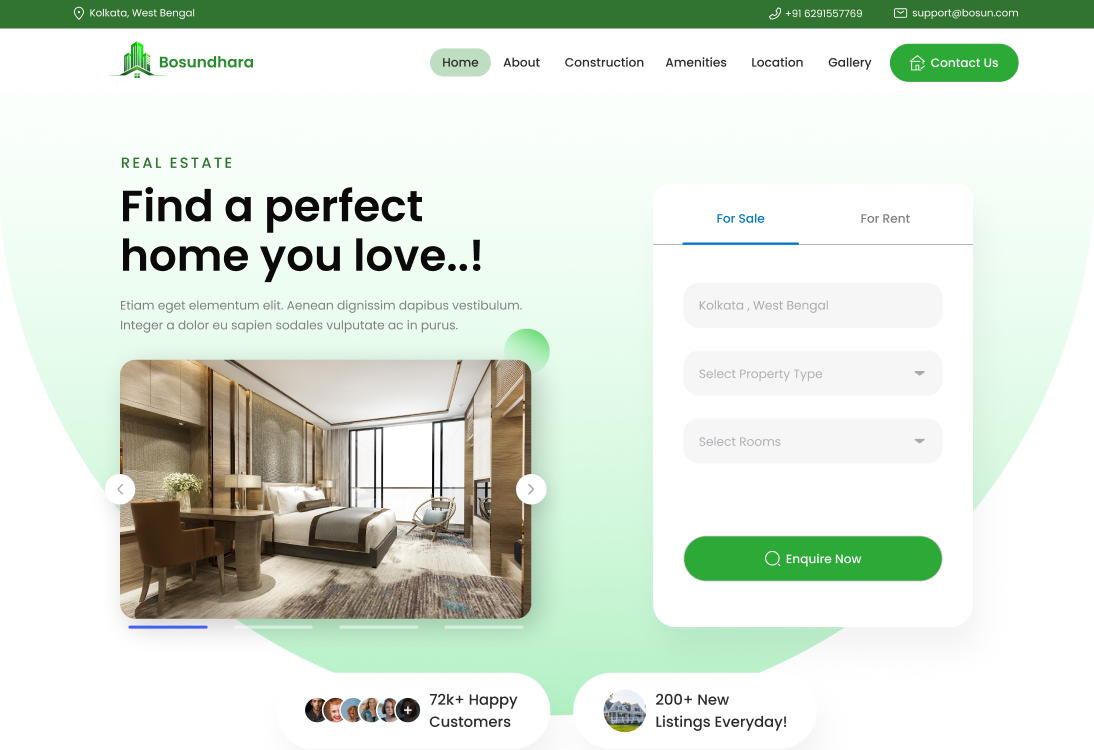 Kolkata, West Bengal
+91 6291557769
support@bosun.com
Bosundhara
Home
About
Construction
Amenities
Location
Gallery
Contact Us
REAL ESTATE
Find a perfect
home you love..!
Etiam eget elementum elit. Aenean dignissim dapibus vestibulum.
Integer a dolor eu sapien sodales vulputate ac in purus.
For Sale
For Rent
Kolkata , West Bengal
Select Property Type
Select Rooms
Enquire Now
72k+ Happy
Customers
200+ New
Listings Everyday!